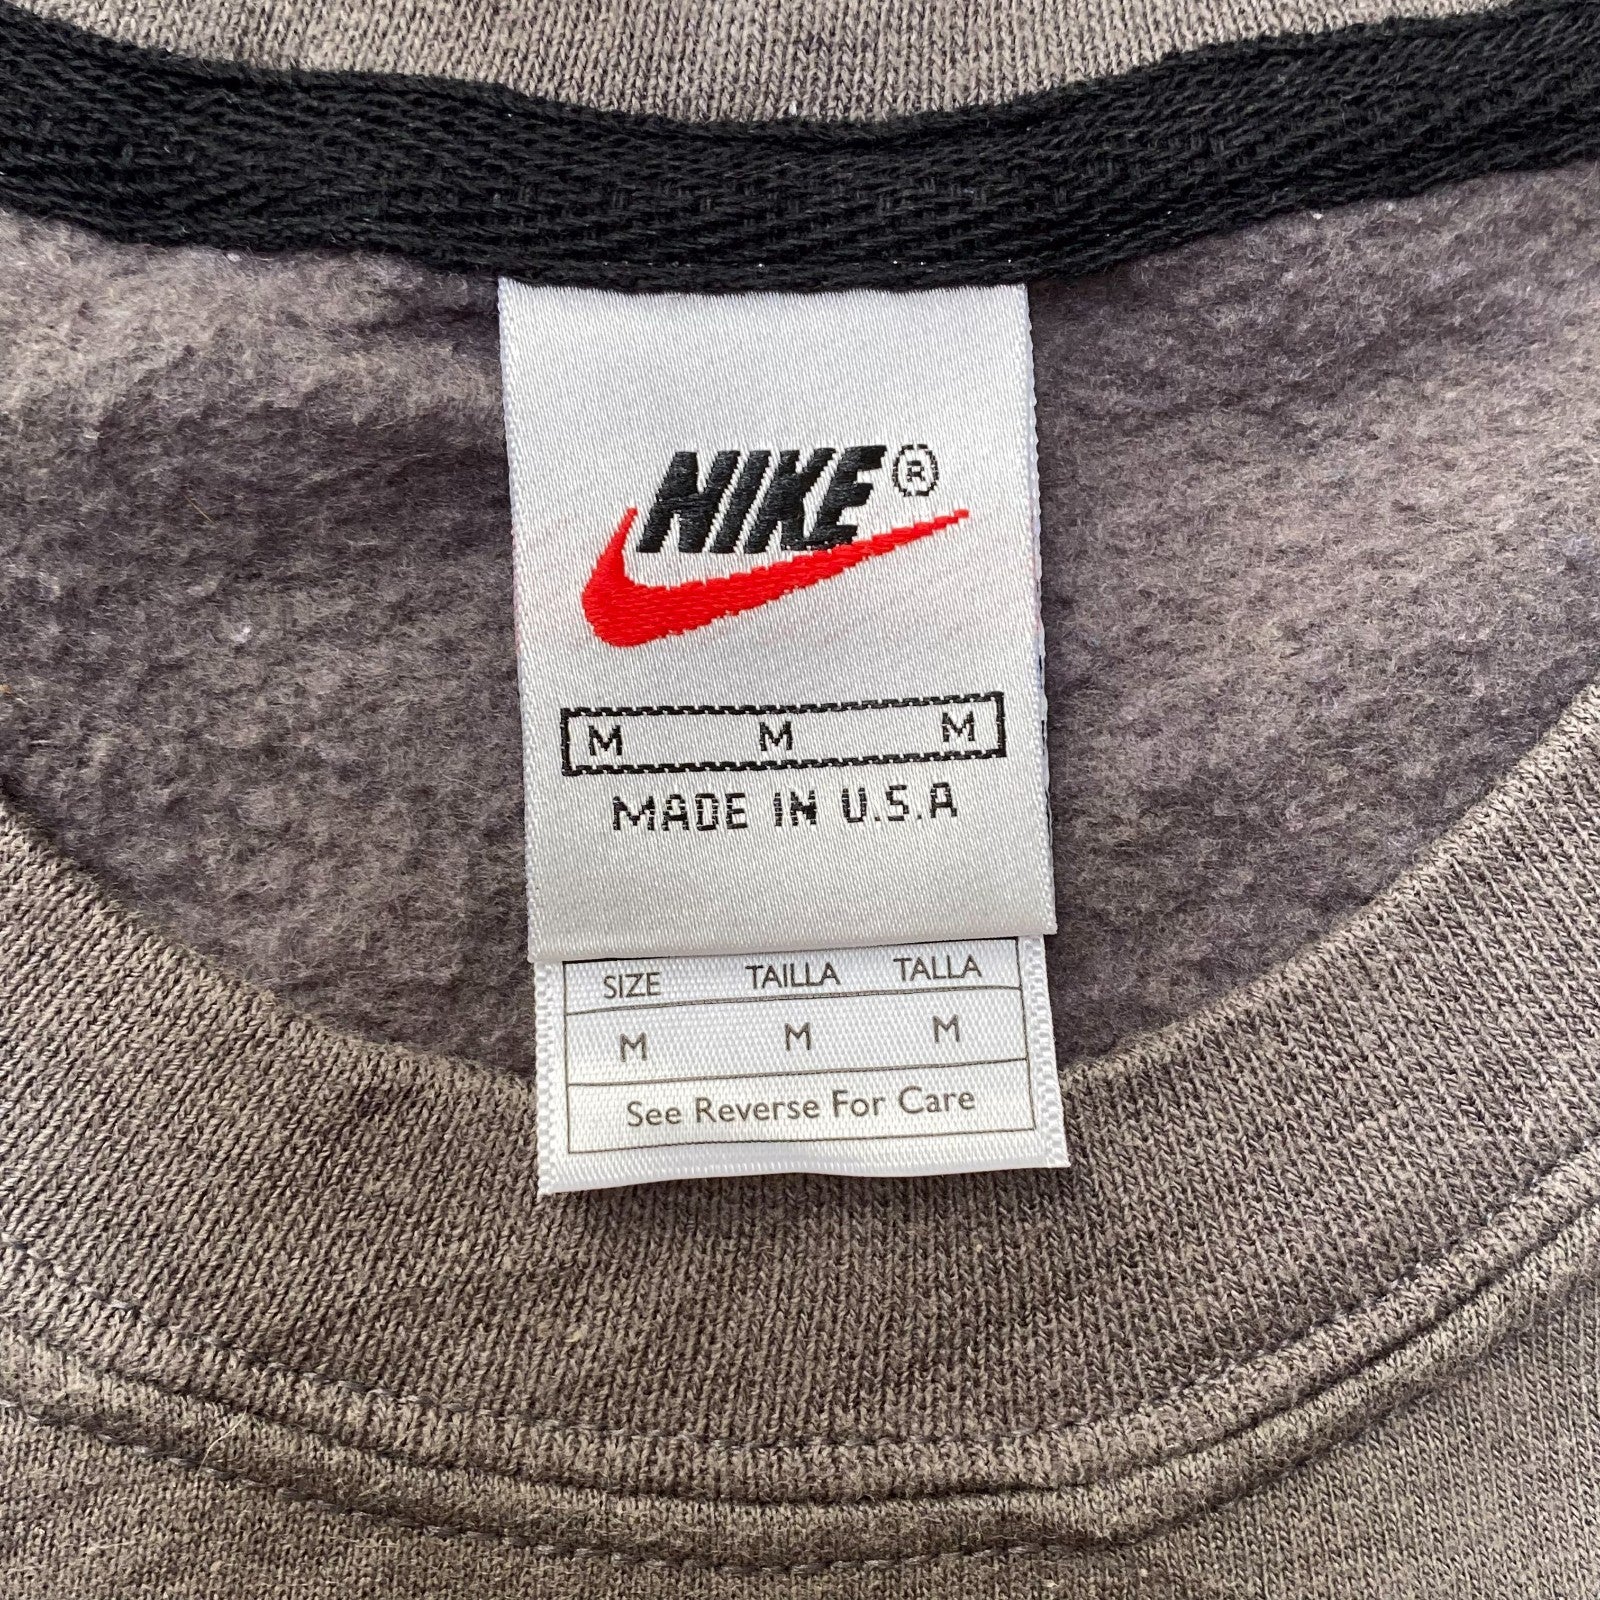 NIKE®
M M M
MADE IN U.S.A
SIZE TAILLA TALLA
M M M
See Reverse For Care